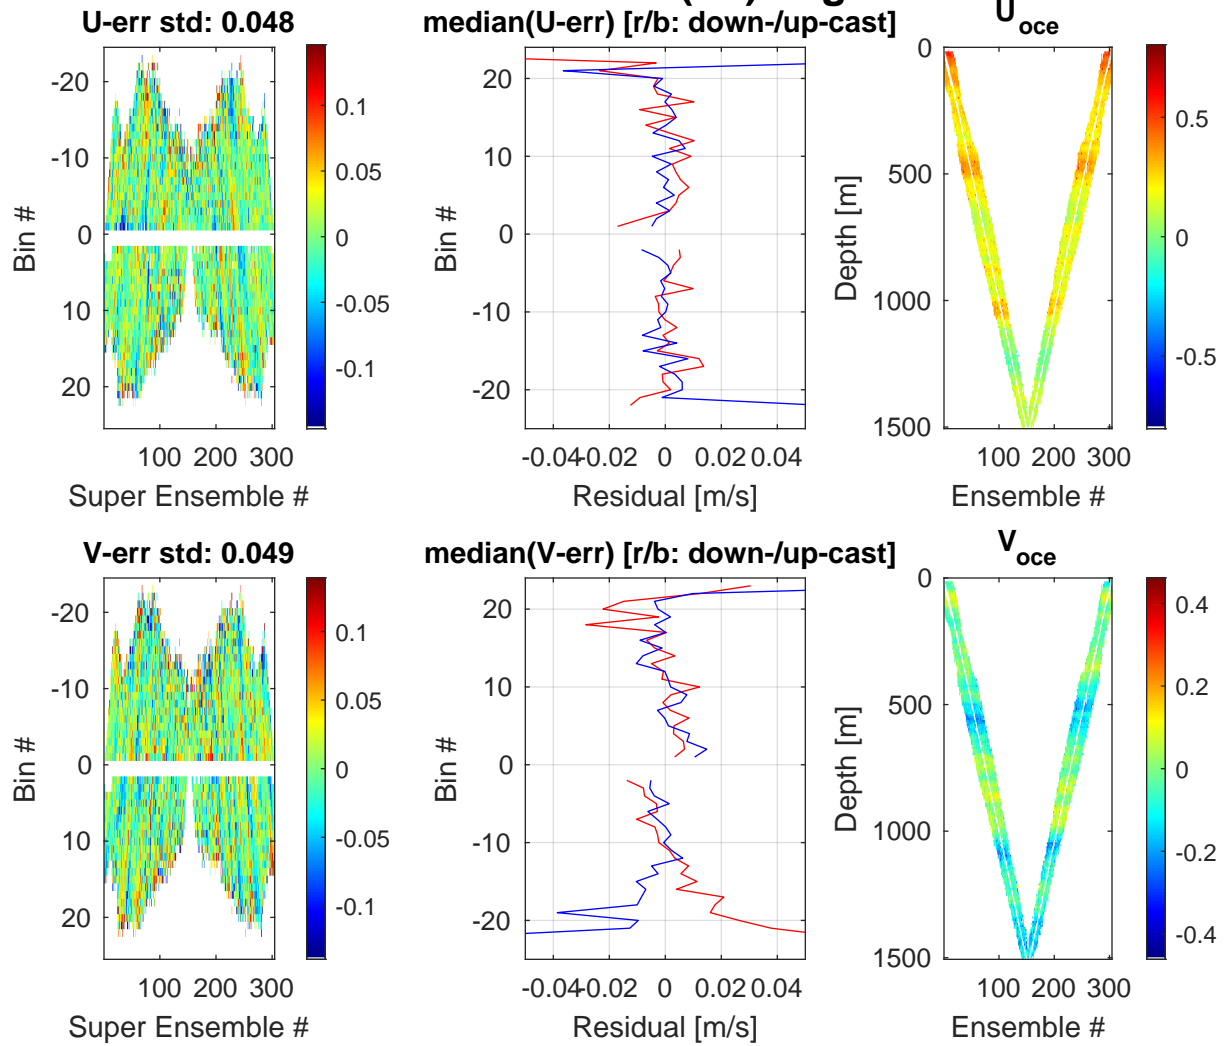 U-err std: 0.048
-20
-10
0
10
20
Bin #
100 200 300
Super Ensemble #
0.1
0.05
0
-0.05
-0.1
median(U-err) [r/b: down-/up-cast]
20
10
0
-10
-20
Bin #
-0.04 -0.02 0 0.02 0.04
Residual [m/s]
U_oce
0
500
1000
1500
Depth [m]
100 200 300
Ensemble #
0.5
0
-0.5
V-err std: 0.049
-20
-10
0
10
20
Bin #
100 200 300
Super Ensemble #
0.1
0.05
0
-0.05
-0.1
median(V-err) [r/b: down-/up-cast]
20
10
0
-10
-20
Bin #
-0.04 -0.02 0 0.02 0.04
Residual [m/s]
V_oce
0
500
1000
1500
Depth [m]
100 200 300
Ensemble #
0.4
0.2
0
-0.2
-0.4